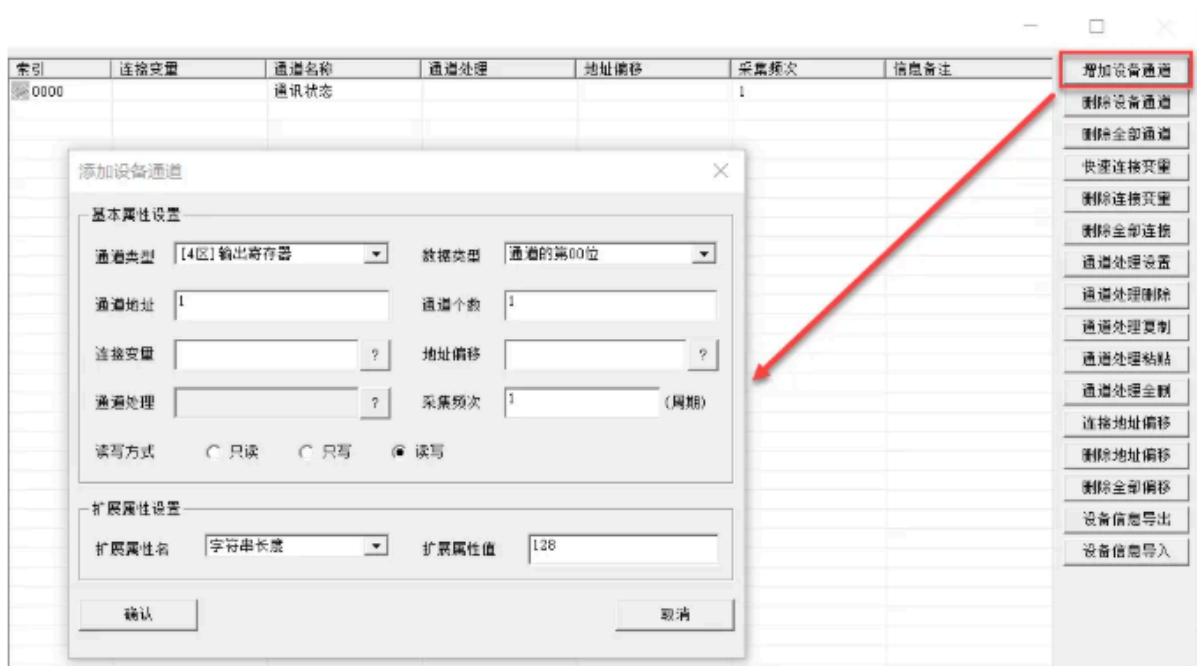 索引 连接变量 通道名称 通道处理 地址偏移 采集频次 信息备注
0000 通讯状态 1
增加设备通道
删除设备通道
删除全部通道
快速连接变量
删除连接变量
删除全部连接
通道处理设置
通道处理删除
通道处理复制
通道处理粘贴
通道处理全删
连接地址偏移
删除地址偏移
删除全部偏移
设备信息导出
设备信息导入
添加设备通道
基本属性设置
通道类型 [4区]输出寄存器 数据类型 通道的第00位
通道地址 1 通道个数 1
连接变量 ? 地址偏移 ?
通道处理 ? 采集频次 1 (周期)
读写方式 只读 只写 读写
扩展属性设置
扩展属性名 字符串长度 扩展属性值 128
确认 取消